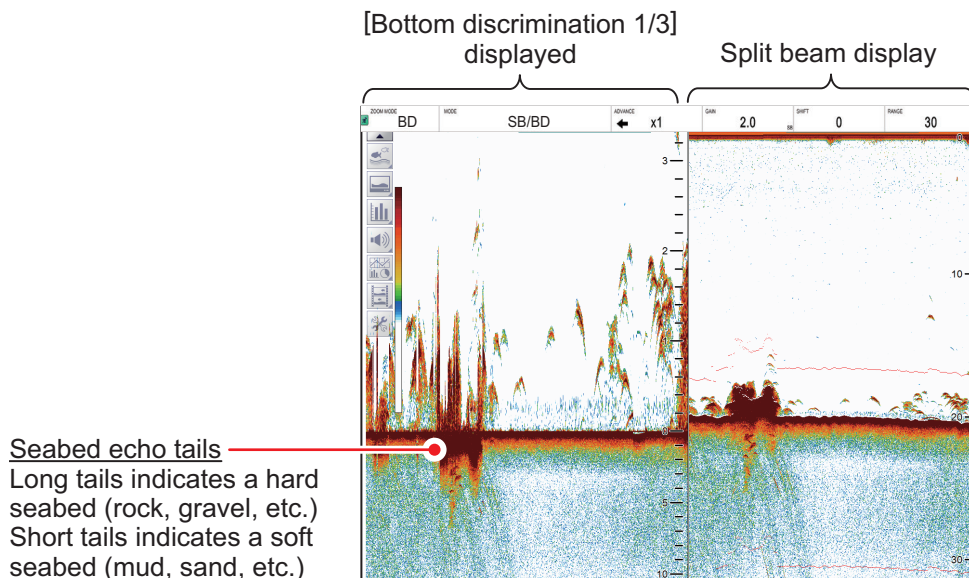 [Bottom discrimination 1/3]
displayed
Split beam display
ZOOM MODE
BD
MODE
SB/BD
ADVANCE
x1
GAIN
2.0
SHIFT
0
RANGE
30
3
2
1
0
5
10
0
10
20
30
Seabed echo tails
Long tails indicates a hard
seabed (rock, gravel, etc.)
Short tails indicates a soft
seabed (mud, sand, etc.)